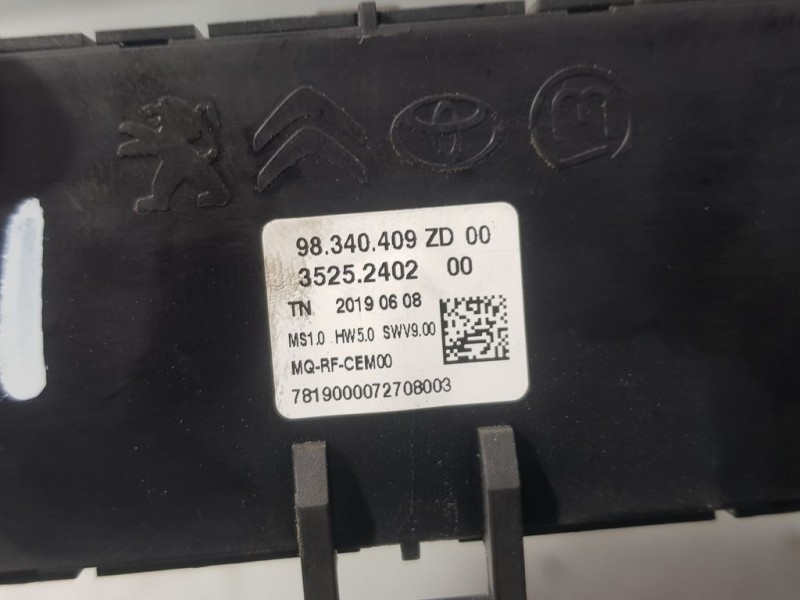 98.340.409 ZD 00
3525.2402 00
TN 2019 06 08
MS1.0 HW5.0 SWV9.00
MQ-RF-CEM00
7819000072708003